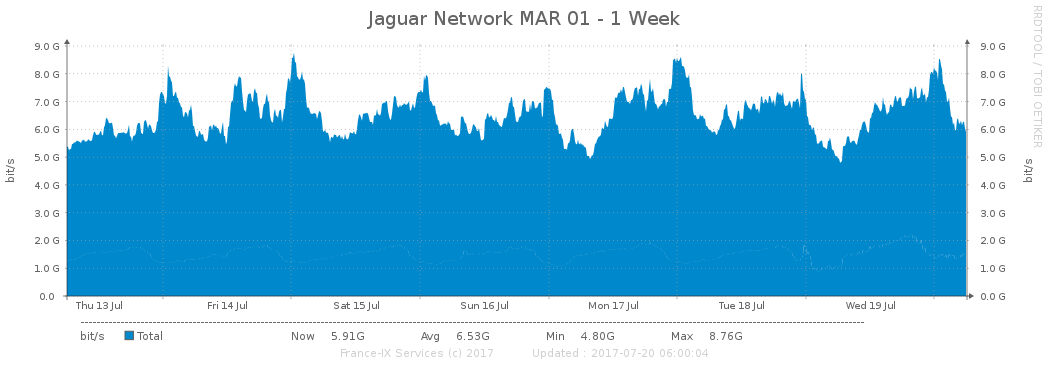 Jaguar Network MAR 01 - 1 Week
RRDTOOL / TOBI OETIKER
bit/s
bit/s
9.0 G 9.0 G
8.0 G 8.0 G
7.0 G 7.0 G
6.0 G 6.0 G
5.0 G 5.0 G
4.0 G 4.0 G
3.0 G 3.0 G
2.0 G 2.0 G
1.0 G 1.0 G
0.0 0.0 G
Thu 13 Jul Fri 14 Jul Sat 15 Jul Sun 16 Jul Mon 17 Jul Tue 18 Jul Wed 19 Jul
bit/s Total Now 5.91G Avg 6.53G Min 4.80G Max 8.76G
France-IX Services (c) 2017 Updated : 2017-07-20 06:00:04